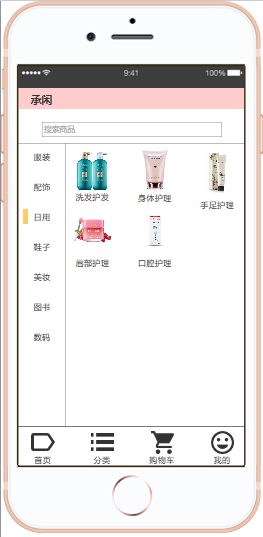 9:41 100%
承闲
搜索商品
服装
配饰
日用
鞋子
美妆
图书
数码
洗发护发 身体护理 手足护理
唇部护理 口腔护理
首页 分类 购物车 我的